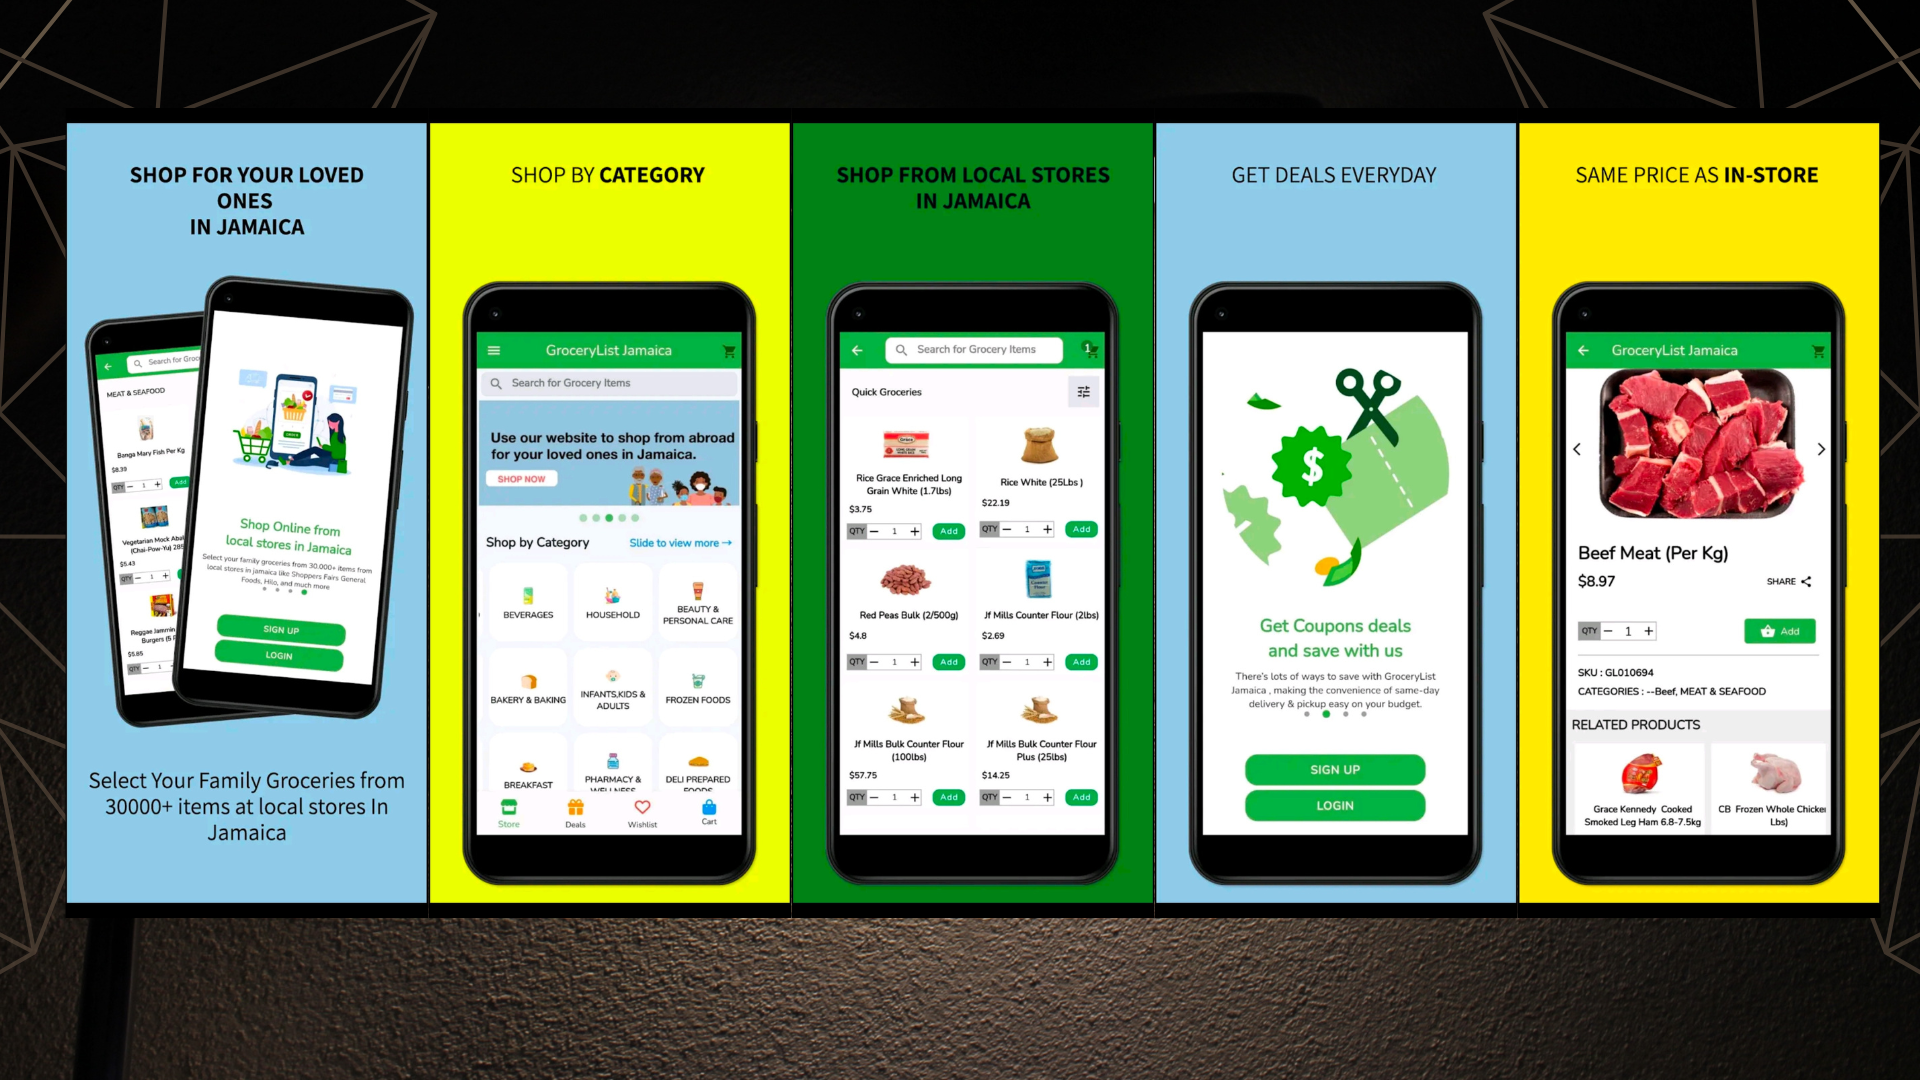 SHOP FOR YOUR LOVED
ONES
IN JAMAICA
MEAT & SEAFOOD
Search for Groc
Banga Mary Fish Per Kg
$8.39
QTY − 1 + Add
Vegetarian Mock Aba
(Chai-Pow-Yu) 28
$5.43
QTY − 1 +
Reggae Jammin
Burgers (5
$5.85
QTY − 1
Shop Online from
local stores in Jamaica
Select your family groceries from 30.000+ items from
local stores in jamaica like Shoppers Fairs General
Foods, Hilo, and much more
SIGN UP
LOGIN
Select Your Family Groceries from
30000+ items at local stores In
Jamaica
SHOP BY CATEGORY
GroceryList Jamaica
Search for Grocery Items
Use our website to shop from abroad
for your loved ones in Jamaica.
SHOP NOW
Shop by Category
Slide to view more →
BEVERAGES
HOUSEHOLD
BEAUTY &
PERSONAL CARE
BAKERY & BAKING
INFANTS,KIDS &
ADULTS
FROZEN FOODS
BREAKFAST
PHARMACY &
WELLNESS
DELI PREPARED
FOODS
Store
Deals
Wishlist
Cart
SHOP FROM LOCAL STORES
IN JAMAICA
Search for Grocery Items
1
Quick Groceries
Rice Grace Enriched Long
Grain White (1.7lbs)
$3.75
QTY − 1 + Add
Rice White (25Lbs )
$22.19
QTY − 1 + Add
Red Peas Bulk (2/500g)
$4.8
QTY − 1 + Add
Jf Mills Counter Flour (2lbs)
$2.69
QTY − 1 + Add
Jf Mills Bulk Counter Flour
(100lbs)
$57.75
QTY − 1 + Add
Jf Mills Bulk Counter Flour
Plus (25lbs)
$14.25
QTY − 1 + Add
GET DEALS EVERYDAY
$
Get Coupons deals
and save with us
There's lots of ways to save with GroceryList
Jamaica , making the convenience of same-day
delivery & pickup easy on your budget.
SIGN UP
LOGIN
SAME PRICE AS IN-STORE
GroceryList Jamaica
Beef Meat (Per Kg)
$8.97
SHARE
QTY − 1 +
Add
SKU : GL010694
CATEGORIES : --Beef, MEAT & SEAFOOD
RELATED PRODUCTS
Grace Kennedy Cooked
Smoked Leg Ham 6.8-7.5kg
CB Frozen Whole Chicken
Lbs)